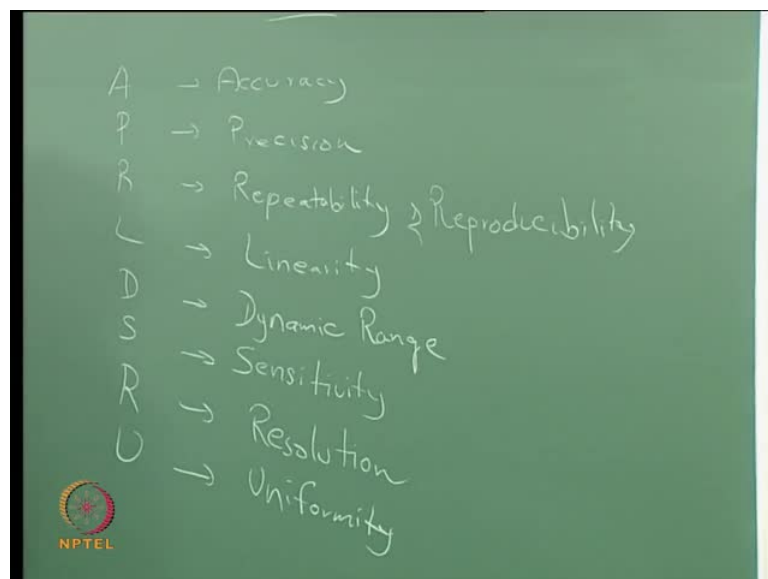 A → Accuracy
P → Precision
R → Repeatability & Reproducibility
L → Linearity
D → Dynamic Range
S → Sensitivity
R → Resolution
U → Uniformity
NPTEL